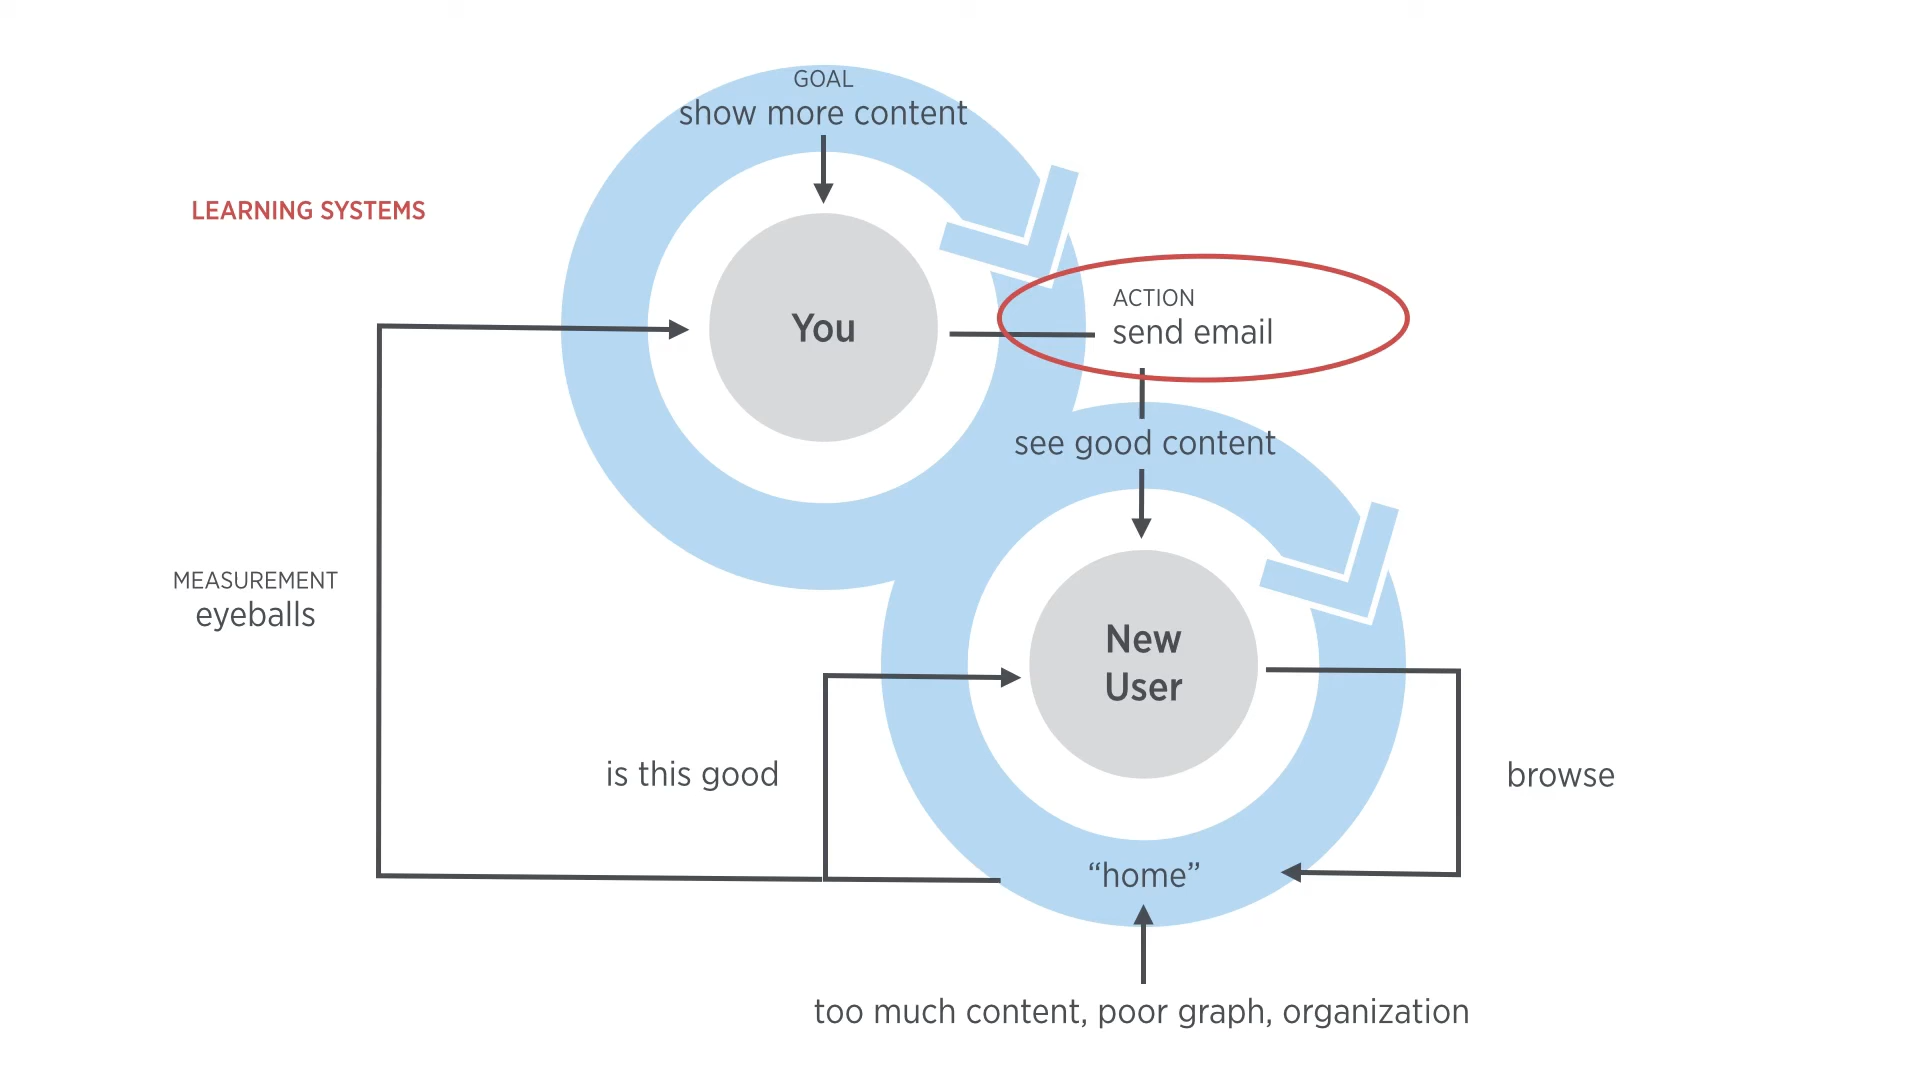 GOAL
show more content
LEARNING SYSTEMS
You
ACTION
send email
see good content
MEASUREMENT
eyeballs
New
User
is this good
browse
“home”
too much content, poor graph, organization